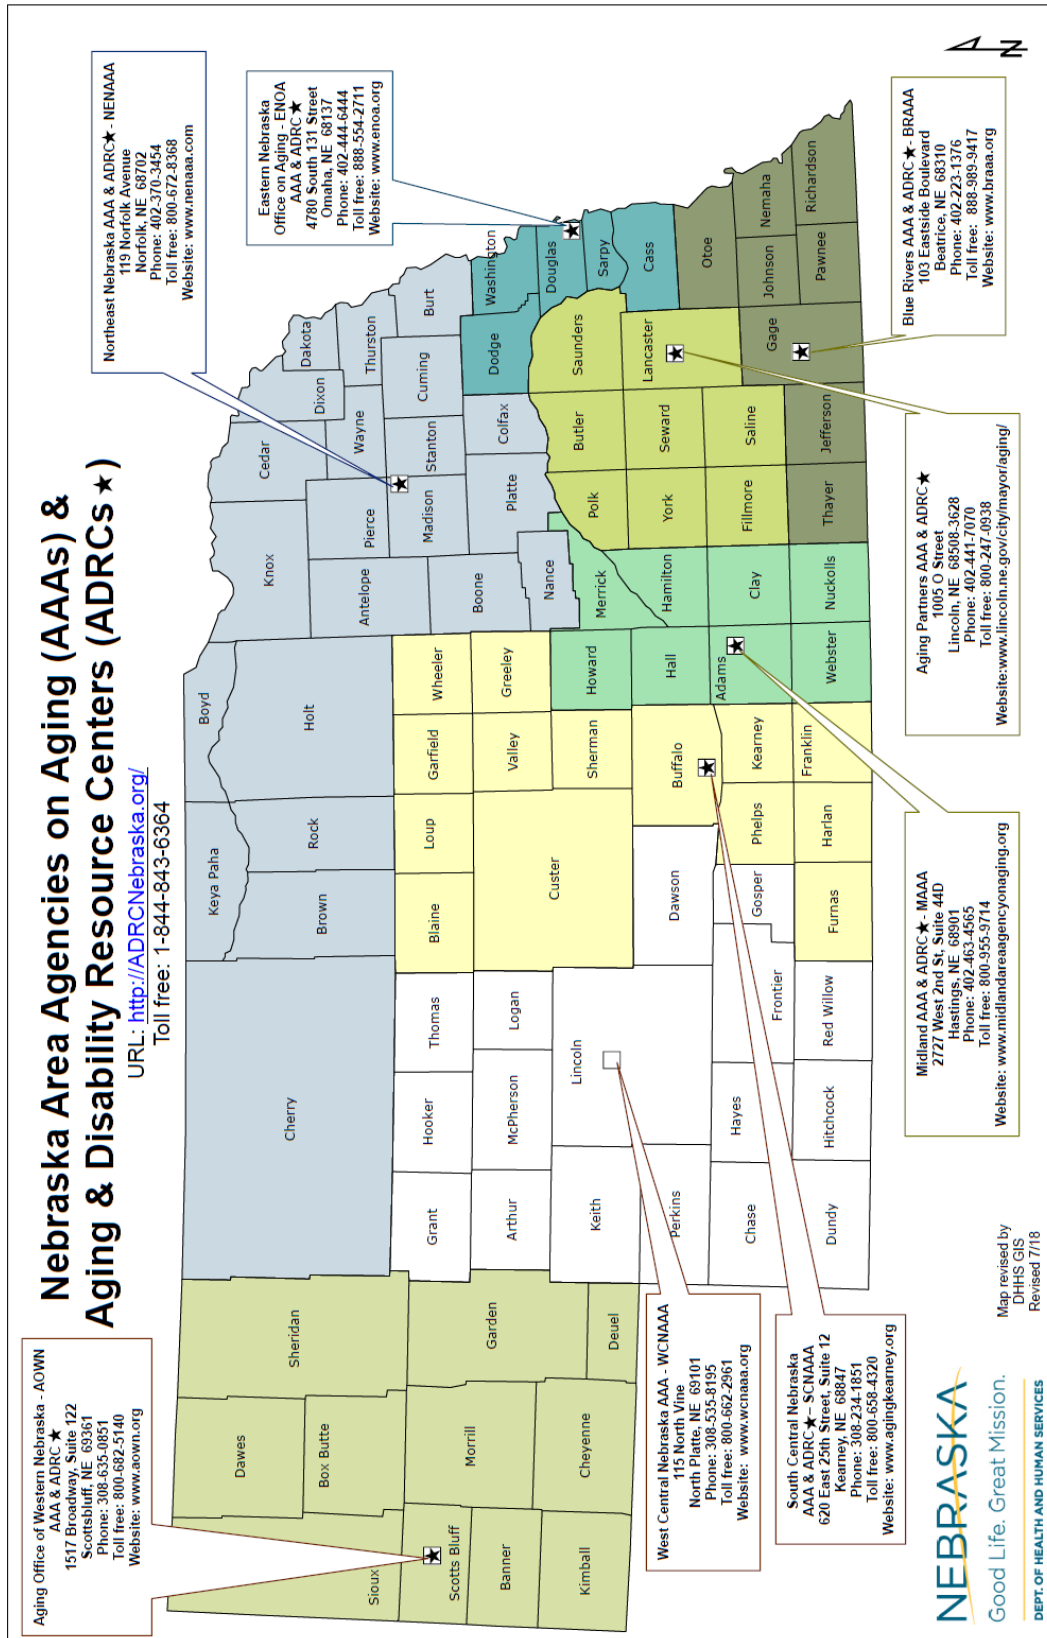 Nebraska Area Agencies on Aging (AAAs) &
Aging & Disability Resource Centers (ADRCs ★)
URL: http://ADRCNebraska.org/
Toll free: 1-844-843-6364
Aging Office of Western Nebraska - AOWN
AAA & ADRC ★
1517 Broadway, Suite 122
Scottsbluff, NE 69361
Phone: 308-635-0851
Toll free: 800-682-5140
Website: www.aown.org
Northeast Nebraska AAA & ADRC★- NENAAA
119 Norfolk Avenue
Norfolk, NE 68702
Phone: 402-370-3454
Toll free: 800-672-8368
Website: www.nenaaa.com
Eastern Nebraska
Office on Aging - ENOA
AAA & ADRC ★
4780 South 131 Street
Omaha, NE 68137
Phone: 402-444-6444
Toll free: 888-554-2711
Website: www.enoa.org
N
Sioux
Dawes
Sheridan
Box Butte
Scotts Bluff
Morrill
Garden
Banner
Kimball
Cheyenne
Deuel
Cherry
Keya Paha
Boyd
Brown
Rock
Holt
Knox
Cedar
Dixon
Dakota
Antelope
Pierce
Wayne
Thurston
Madison
Stanton
Cuming
Burt
Boone
Nance
Platte
Colfax
Grant
Hooker
Thomas
Blaine
Loup
Garfield
Wheeler
Arthur
McPherson
Logan
Custer
Valley
Greeley
Keith
Lincoln
Sherman
Howard
Merrick
Polk
Butler
Saunders
Dodge
Washington
Douglas
Sarpy
Cass
Perkins
Dawson
Buffalo
Hall
Hamilton
York
Seward
Lancaster
Otoe
Chase
Hayes
Frontier
Gosper
Phelps
Kearney
Adams
Clay
Fillmore
Saline
Gage
Johnson
Nemaha
Dundy
Hitchcock
Red Willow
Furnas
Harlan
Franklin
Webster
Nuckolls
Thayer
Jefferson
Pawnee
Richardson
West Central Nebraska AAA - WCNAAA
115 North Vine
North Platte, NE 69101
Phone: 308-535-8195
Toll free: 800-662-2961
Website: www.wcnaaa.org
South Central Nebraska
AAA & ADRC★– SCNAAA
620 East 25th Street, Suite 12
Kearney, NE 68847
Phone: 308-234-1851
Toll free: 800-658-4320
Website: www.agingkearney.org
Midland AAA & ADRC★- MAAA
2727 West 2nd St, Suite 44D
Hastings, NE 68901
Phone: 402-463-4565
Toll free: 800-955-9714
Website: www.midlandareaagencyonaging.org
Aging Partners AAA & ADRC★
1005 O Street
Lincoln, NE 68508-3628
Phone: 402-441-7070
Toll free: 800-247-0938
Website:www.lincoln.ne.gov/city/mayor/aging/
Blue Rivers AAA & ADRC★- BRAAA
103 Eastside Boulevard
Beatrice, NE 68310
Phone: 402-223-1376
Toll free: 888-989-9417
Website: www.braaa.org
NEBRASKA
Good Life. Great Mission.
DEPT. OF HEALTH AND HUMAN SERVICES
Map revised by
DHHS GIS
Revised 7/18